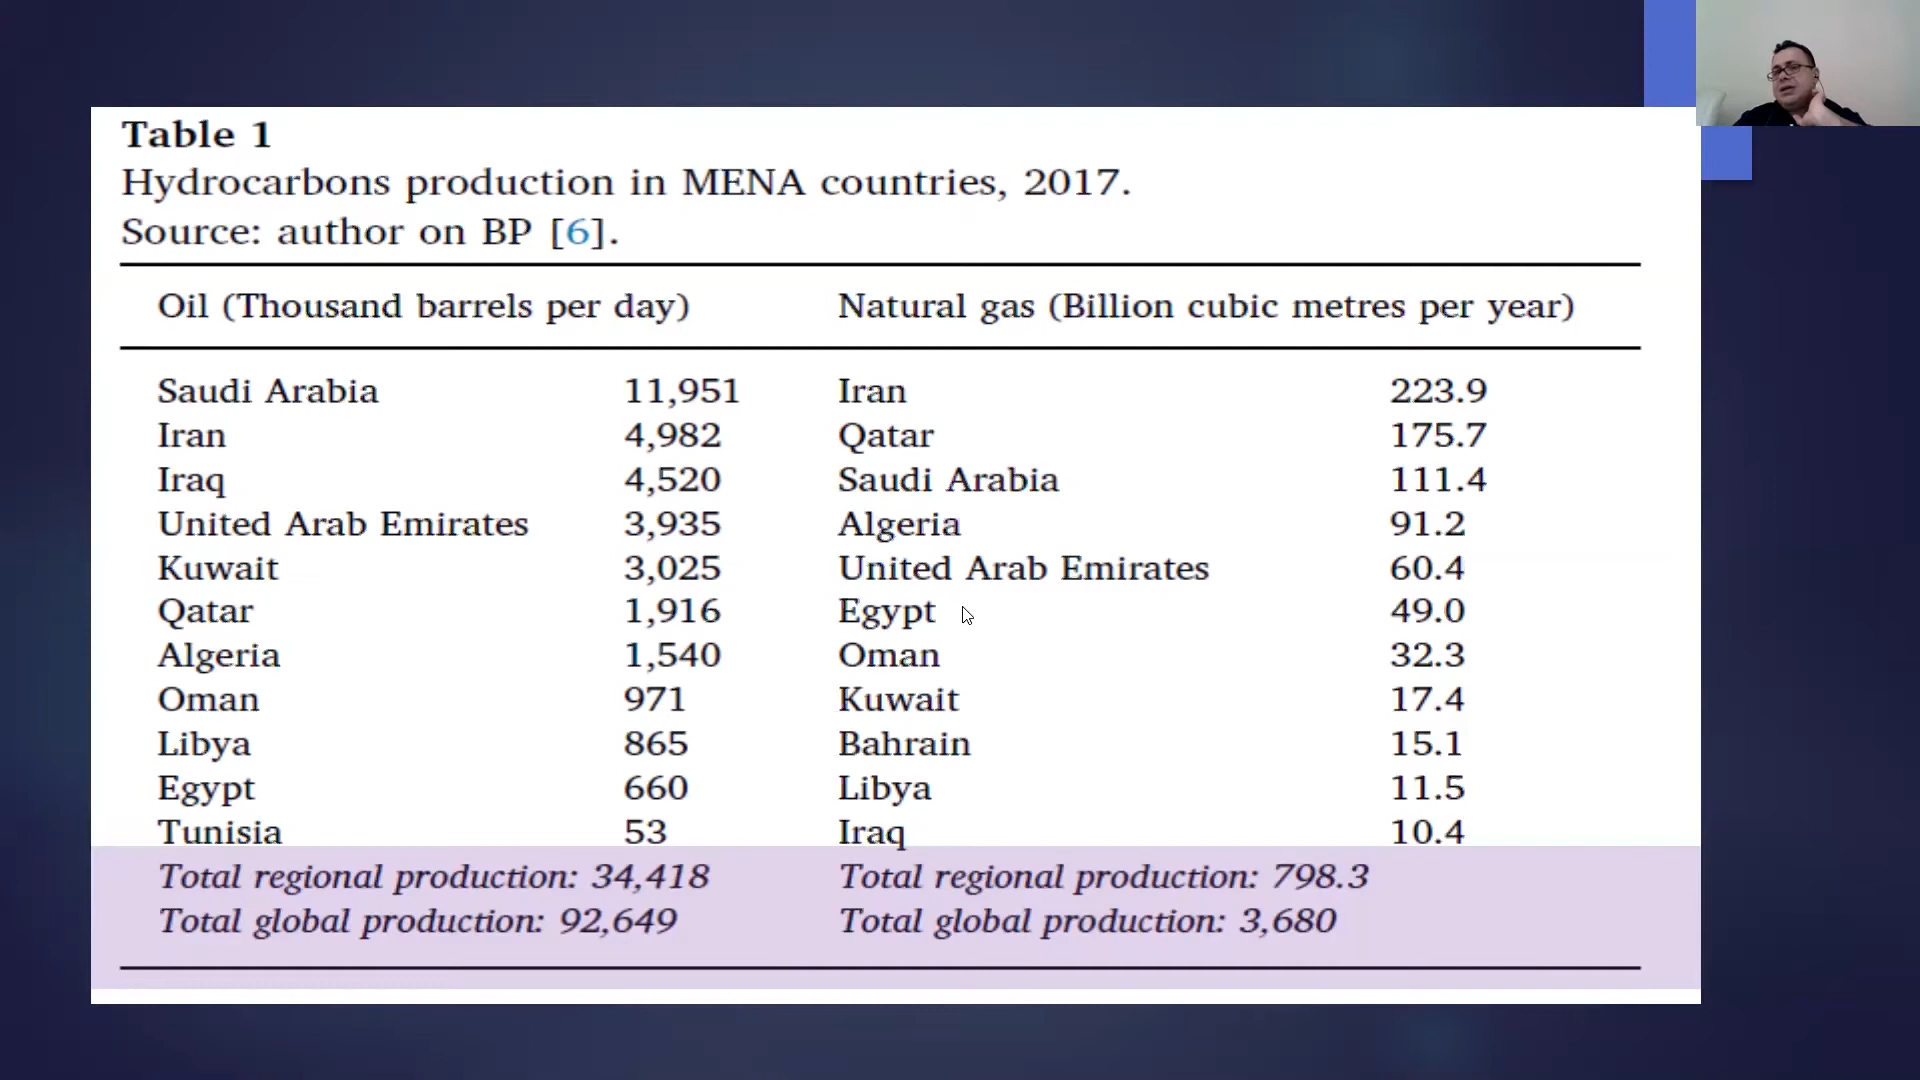 Table 1
Hydrocarbons production in MENA countries, 2017.
Source: author on BP [6].
Oil (Thousand barrels per day) Natural gas (Billion cubic metres per year)
Saudi Arabia 11,951 Iran 223.9
Iran 4,982 Qatar 175.7
Iraq 4,520 Saudi Arabia 111.4
United Arab Emirates 3,935 Algeria 91.2
Kuwait 3,025 United Arab Emirates 60.4
Qatar 1,916 Egypt 49.0
Algeria 1,540 Oman 32.3
Oman 971 Kuwait 17.4
Libya 865 Bahrain 15.1
Egypt 660 Libya 11.5
Tunisia 53 Iraq 10.4
Total regional production: 34,418 Total regional production: 798.3
Total global production: 92,649 Total global production: 3,680